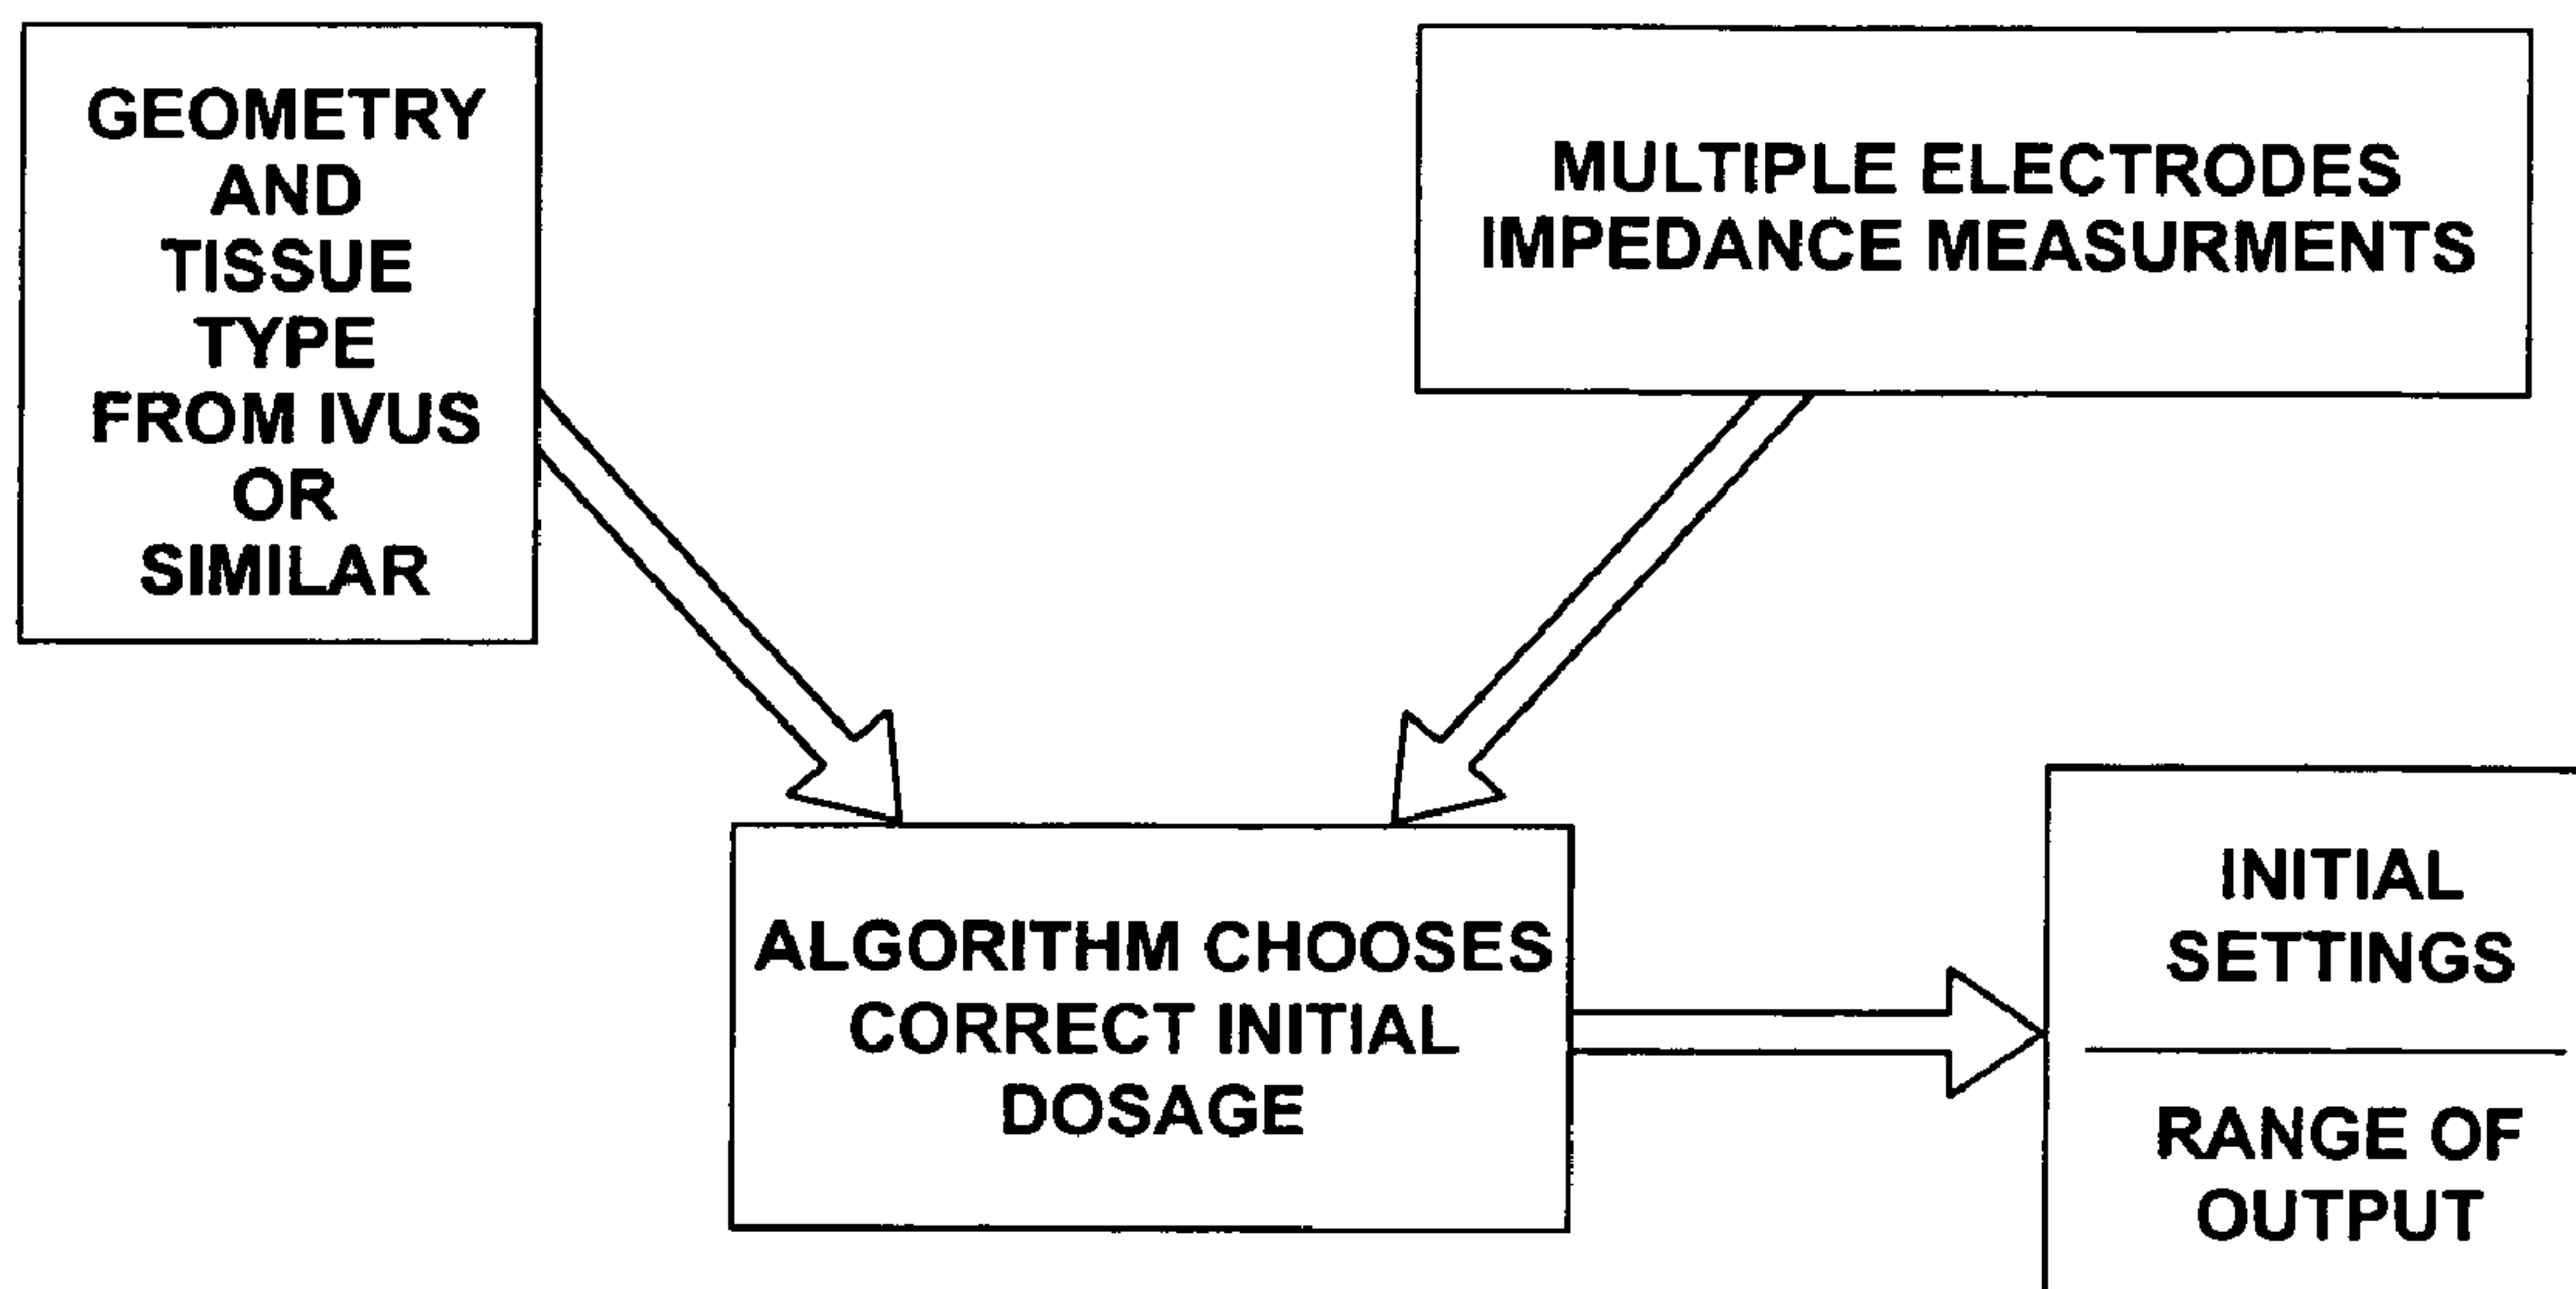 GEOMETRY
AND
TISSUE
TYPE
FROM IVUS
OR
SIMILAR
MULTIPLE ELECTRODES
IMPEDANCE MEASURMENTS
ALGORITHM CHOOSES
CORRECT INITIAL
DOSAGE
INITIAL
SETTINGS
RANGE OF
OUTPUT